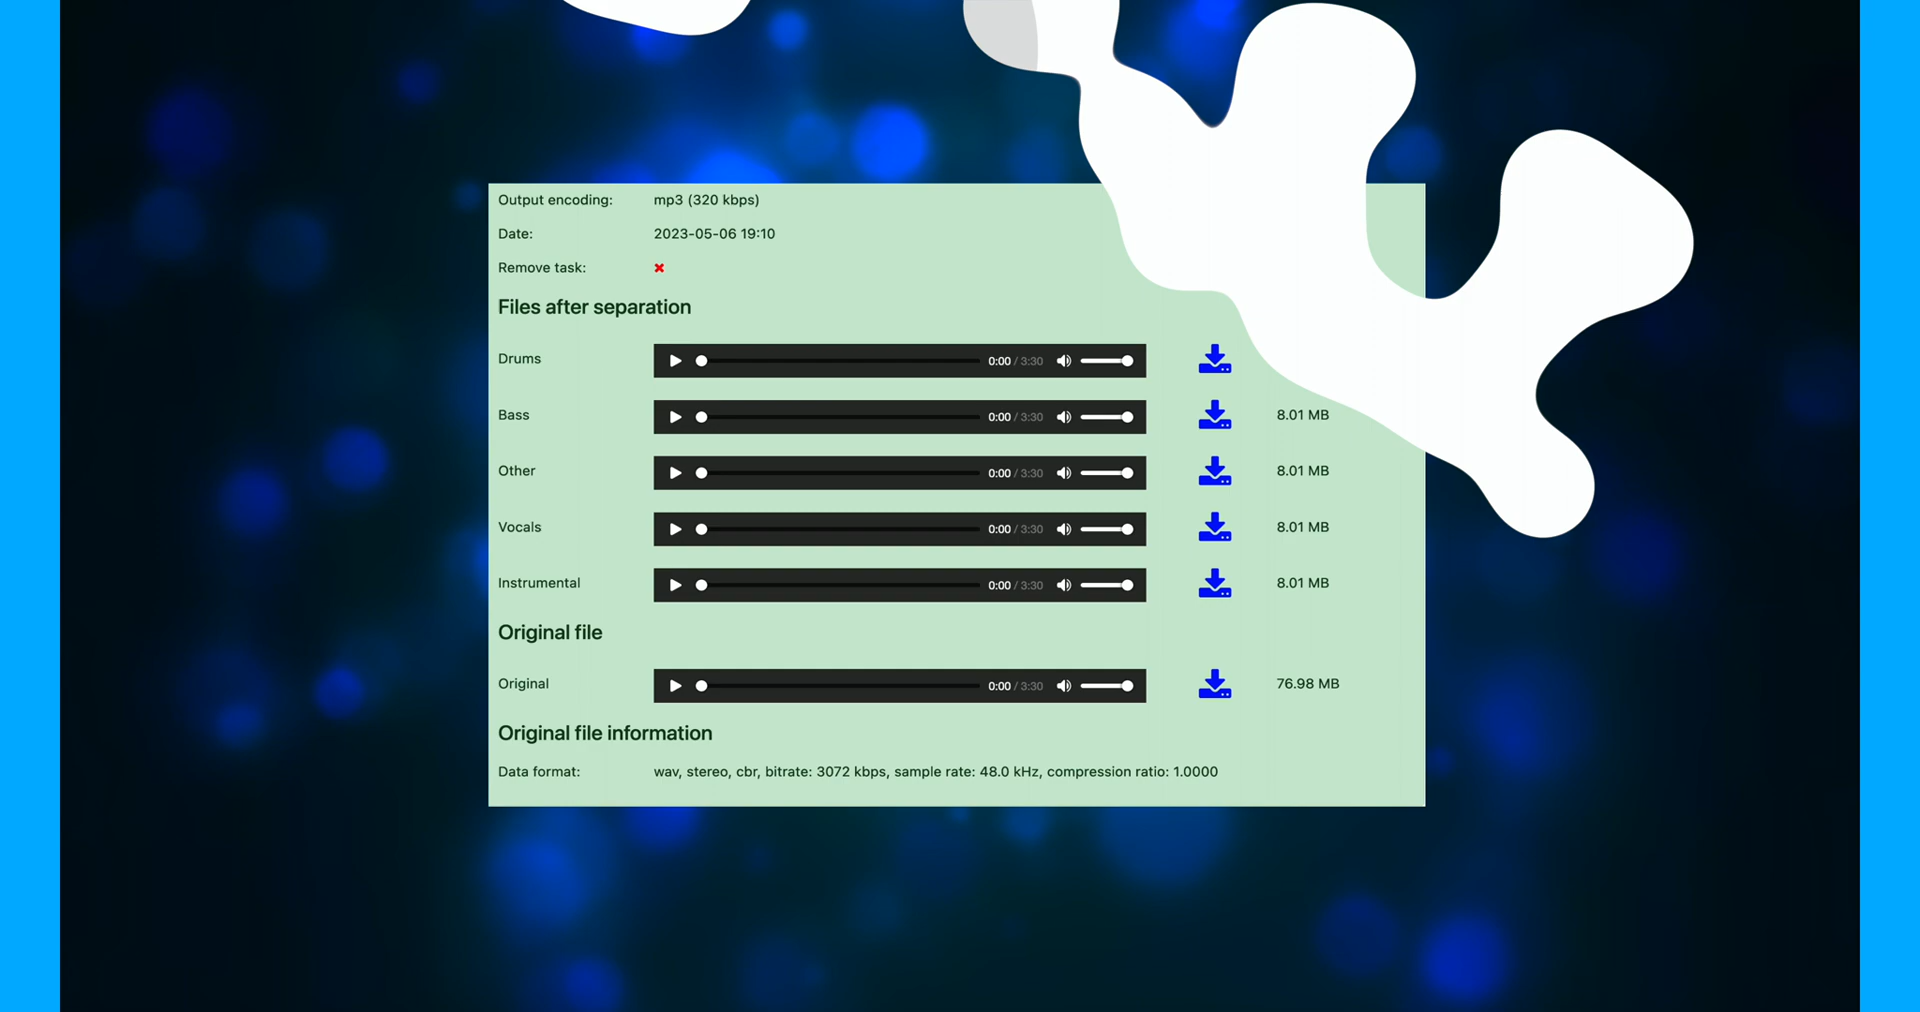 Output encoding: mp3 (320 kbps)
Date: 2023-05-06 19:10
Remove task:
Files after separation
Drums 0:00 / 3:30
Bass 0:00 / 3:30 8.01 MB
Other 0:00 / 3:30 8.01 MB
Vocals 0:00 / 3:30 8.01 MB
Instrumental 0:00 / 3:30 8.01 MB
Original file
Original 0:00 / 3:30 76.98 MB
Original file information
Data format: wav, stereo, cbr, bitrate: 3072 kbps, sample rate: 48.0 kHz, compression ratio: 1.0000